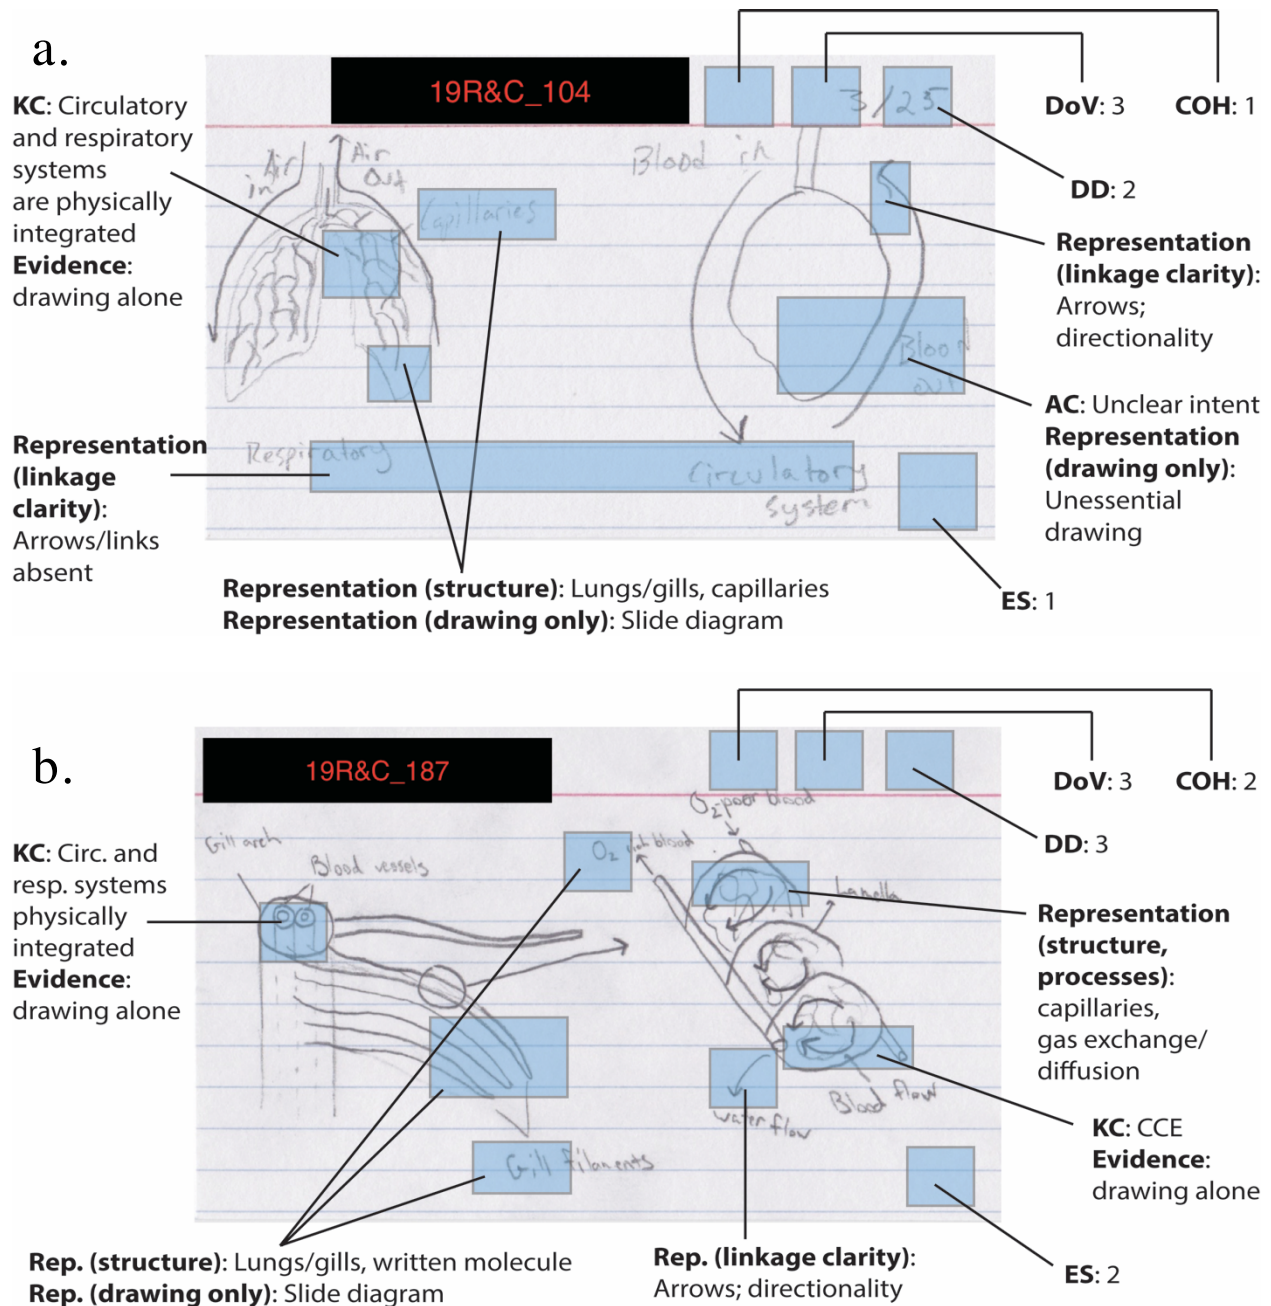 a.
19R&C_104
3/25
DoV: 3
COH: 1
DD: 2
KC: Circulatory
and respiratory
systems
are physically
integrated
Evidence:
drawing alone
Air
in
Air
Out
Capillaries
Blood in
Representation
(linkage clarity):
Arrows;
directionality
Blood
out
AC: Unclear intent
Representation
(drawing only):
Unessential
drawing
Representation
(linkage
clarity):
Arrows/links
absent
Respiratory
Circulatory
system
ES: 1
Representation (structure): Lungs/gills, capillaries
Representation (drawing only): Slide diagram
b.
19R&C_187
DoV: 3
COH: 2
DD: 3
KC: Circ. and
resp. systems
physically
integrated
Evidence:
drawing alone
Gill arch
Blood vessels
O2 poor blood
O2 rich blood
Lamella
Representation
(structure,
processes):
capillaries,
gas exchange/
diffusion
Blood flow
water flow
Gill filaments
KC: CCE
Evidence:
drawing alone
ES: 2
Rep. (structure): Lungs/gills, written molecule
Rep. (drawing only): Slide diagram
Rep. (linkage clarity):
Arrows; directionality